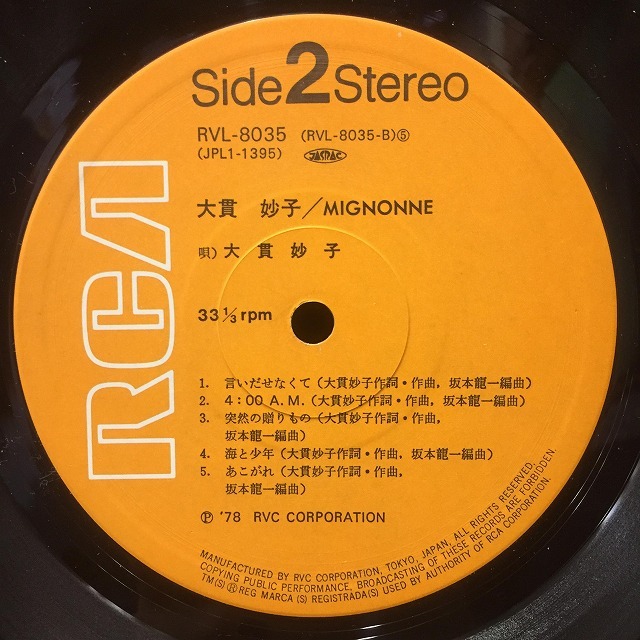 Side 2 Stereo
RVL-8035 (RVL-8035-B)⑤
(JPL1-1395) JASRAC
RCA
大貫 妙子／MIGNONNE
唄) 大貫妙子
33 1/3 rpm
1. 言いだせなくて (大貫妙子作詞・作曲, 坂本龍一編曲)
2. 4:00 A.M. (大貫妙子作詞・作曲, 坂本龍一編曲)
3. 突然の贈りもの (大貫妙子作詞・作曲,
坂本龍一編曲)
4. 海と少年 (大貫妙子作詞・作曲, 坂本龍一編曲)
5. あこがれ (大貫妙子作詞・作曲,
坂本龍一編曲)
Ⓟ '78 RVC CORPORATION
MANUFACTURED BY RVC CORPORATION, TOKYO, JAPAN, ALL RIGHTS RESERVED.
COPYING PUBLIC PERFORMANCE, BROADCASTING OF THESE RECORDS ARE FORBIDDEN.
TM(S) ® REG MARCA (S) REGISTRADA(S) USED BY AUTHORITY OF RCA CORPORATION.